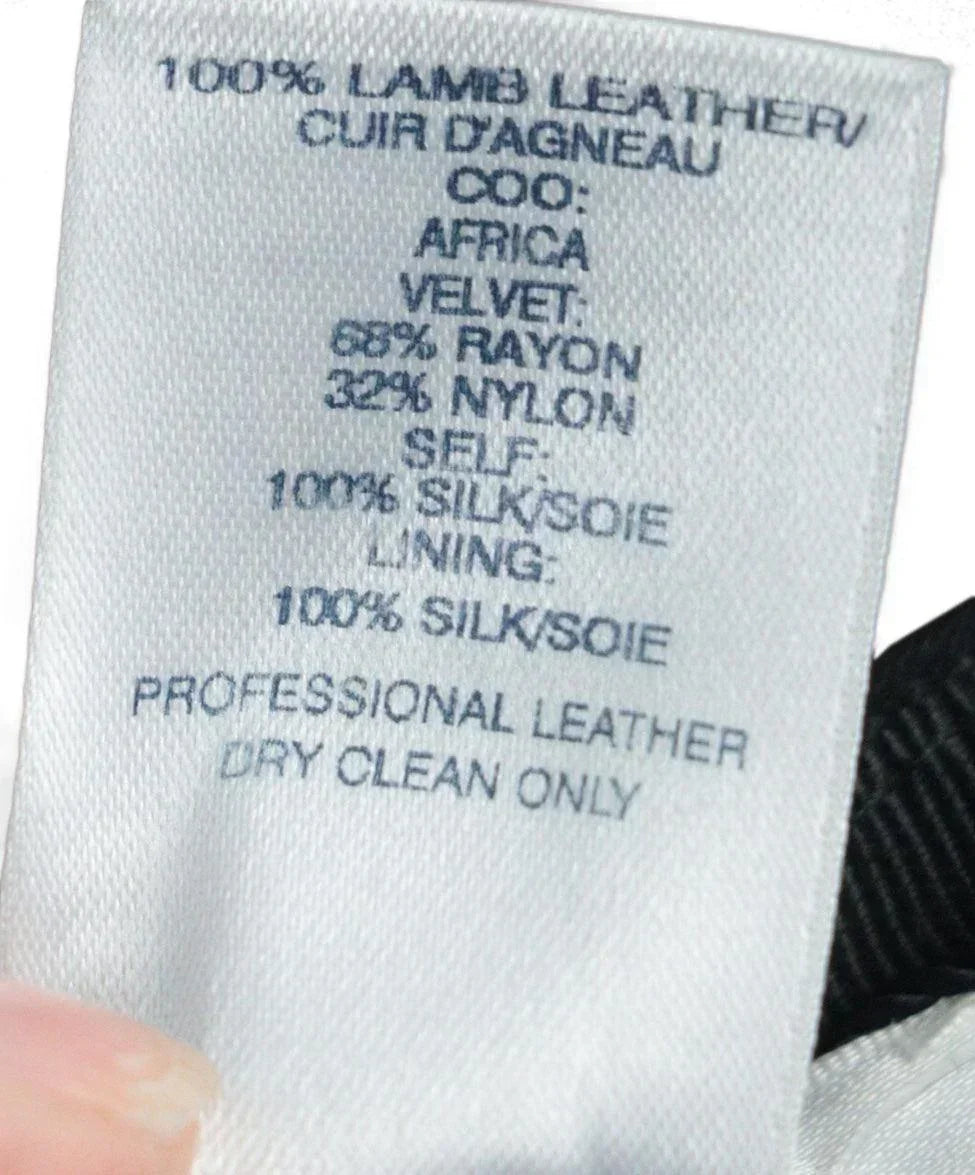 100% LAMB LEATHER/
CUIR D'AGNEAU
COO:
AFRICA
VELVET:
68% RAYON
32% NYLON
SELF:
100% SILK/SOIE
LINING:
100% SILK/SOIE
PROFESSIONAL LEATHER
DRY CLEAN ONLY